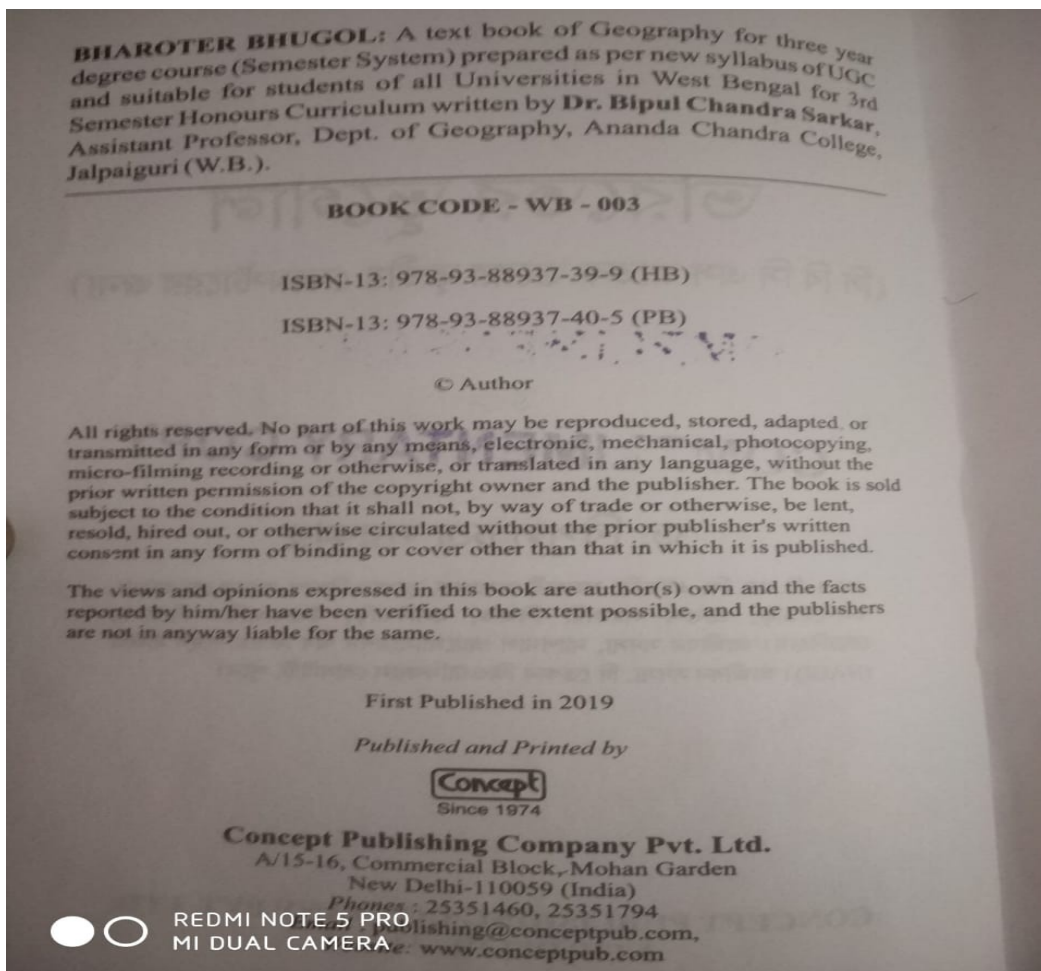 BHAROTER BHUGOL: A text book of Geography for three year
degree course (Semester System) prepared as per new syllabus of UGC
and suitable for students of all Universities in West Bengal for 3rd
Semester Honours Curriculum written by Dr. Bipul Chandra Sarkar,
Assistant Professor, Dept. of Geography, Ananda Chandra College,
Jalpaiguri (W.B.).
BOOK CODE - WB - 003
ISBN-13: 978-93-88937-39-9 (HB)
ISBN-13: 978-93-88937-40-5 (PB)
© Author
All rights reserved. No part of this work may be reproduced, stored, adapted, or
transmitted in any form or by any means, electronic, mechanical, photocopying,
micro-filming recording or otherwise, or translated in any language, without the
prior written permission of the copyright owner and the publisher. The book is sold
subject to the condition that it shall not, by way of trade or otherwise, be lent,
resold, hired out, or otherwise circulated without the prior publisher's written
consent in any form of binding or cover other than that in which it is published.
The views and opinions expressed in this book are author(s) own and the facts
reported by him/her have been verified to the extent possible, and the publishers
are not in anyway liable for the same.
First Published in 2019
Published and Printed by
Concept
Since 1974
Concept Publishing Company Pvt. Ltd.
A/15-16, Commercial Block, Mohan Garden
New Delhi-110059 (India)
Phones : 25351460, 25351794
publishing@conceptpub.com,
www.conceptpub.com
REDMI NOTE 5 PRO
MI DUAL CAMERA